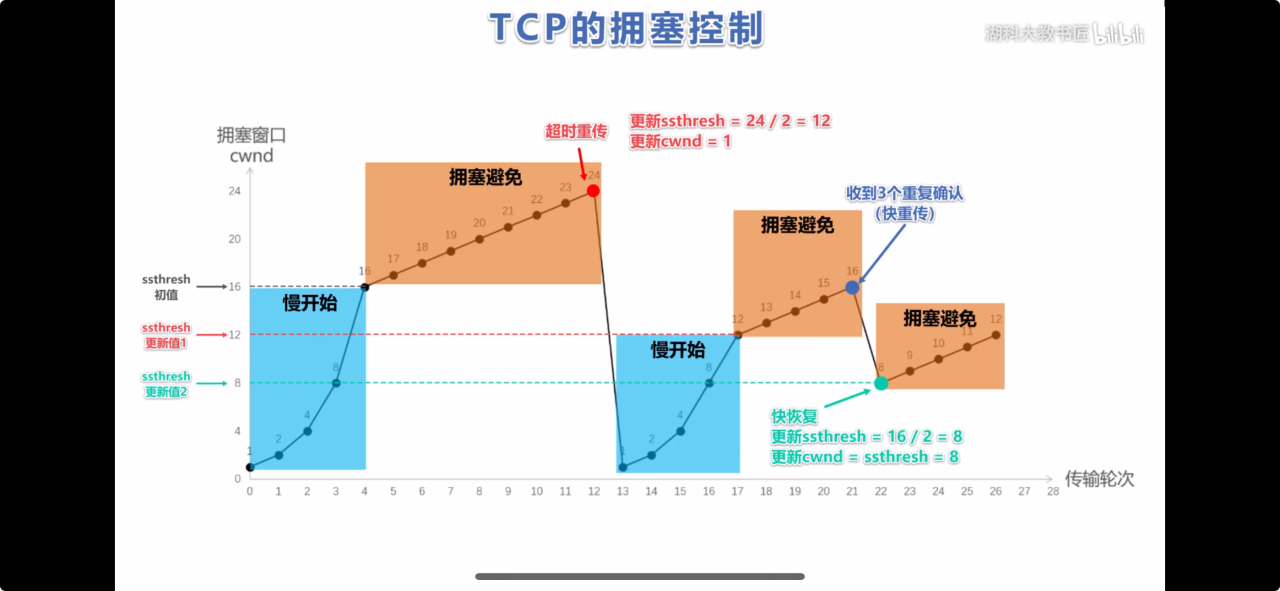 TCP的拥塞控制
湖科大教书匠 bilibili
拥塞窗口
cwnd
超时重传
更新ssthresh = 24 / 2 = 12
更新cwnd = 1
拥塞避免
24
23
22
21
20
19
18
17
16
收到3个重复确认
(快重传)
拥塞避免
16
15
14
13
12
24
20
16
12
8
4
0
ssthresh
初值
ssthresh
更新值1
ssthresh
更新值2
慢开始
8
4
2
1
慢开始
8
4
2
1
拥塞避免
12
11
10
9
8
快恢复
更新ssthresh = 16 / 2 = 8
更新cwnd = ssthresh = 8
0 1 2 3 4 5 6 7 8 9 10 11 12 13 14 15 16 17 18 19 20 21 22 23 24 25 26 27 28
传输轮次